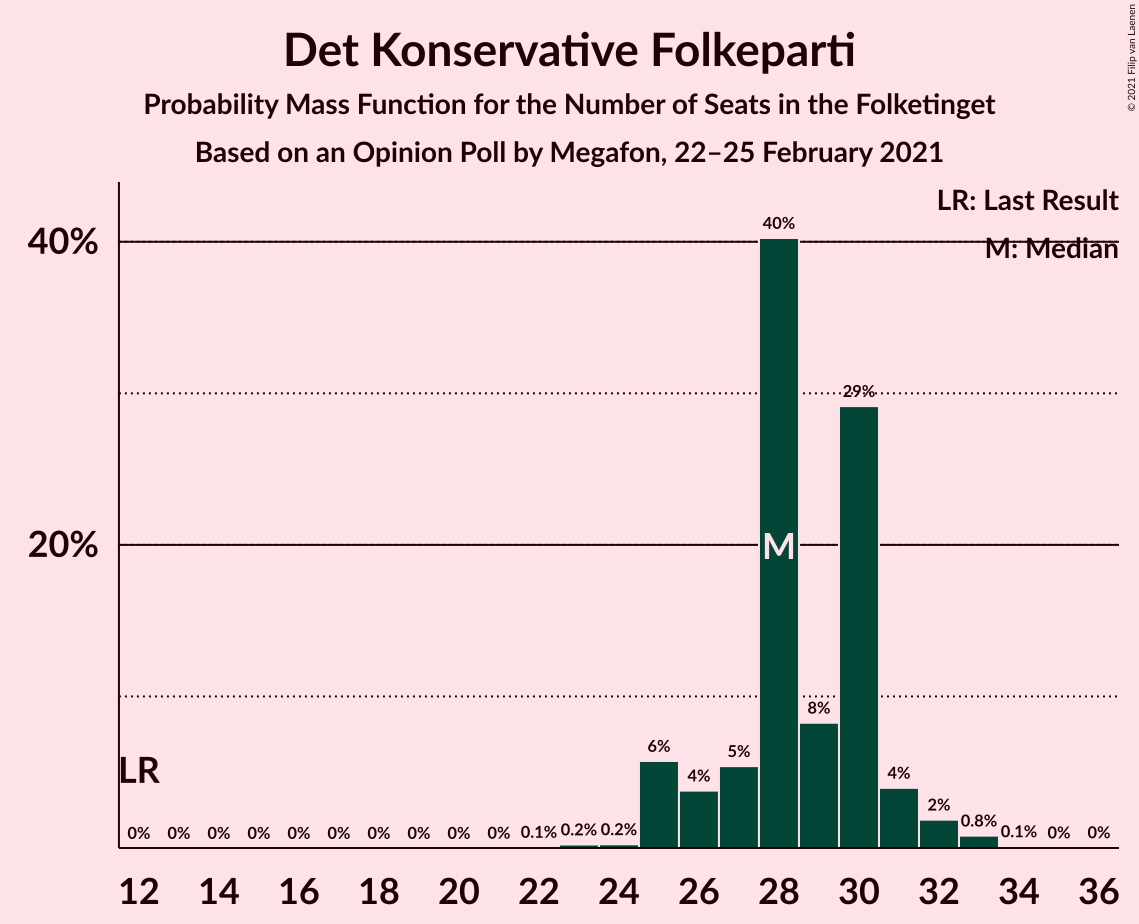 Det Konservative Folkeparti
Probability Mass Function for the Number of Seats in the Folketinget
Based on an Opinion Poll by Megafon, 22–25 February 2021
© 2021 Filip van Laenen
LR: Last Result
M: Median
40%
20%
40%
29%
M
8%
6%
5%
4%
4%
2%
LR
0% 0% 0% 0% 0% 0% 0% 0% 0% 0% 0.1% 0.2% 0.2% 0.8% 0.1% 0% 0%
12 14 16 18 20 22 24 26 28 30 32 34 36